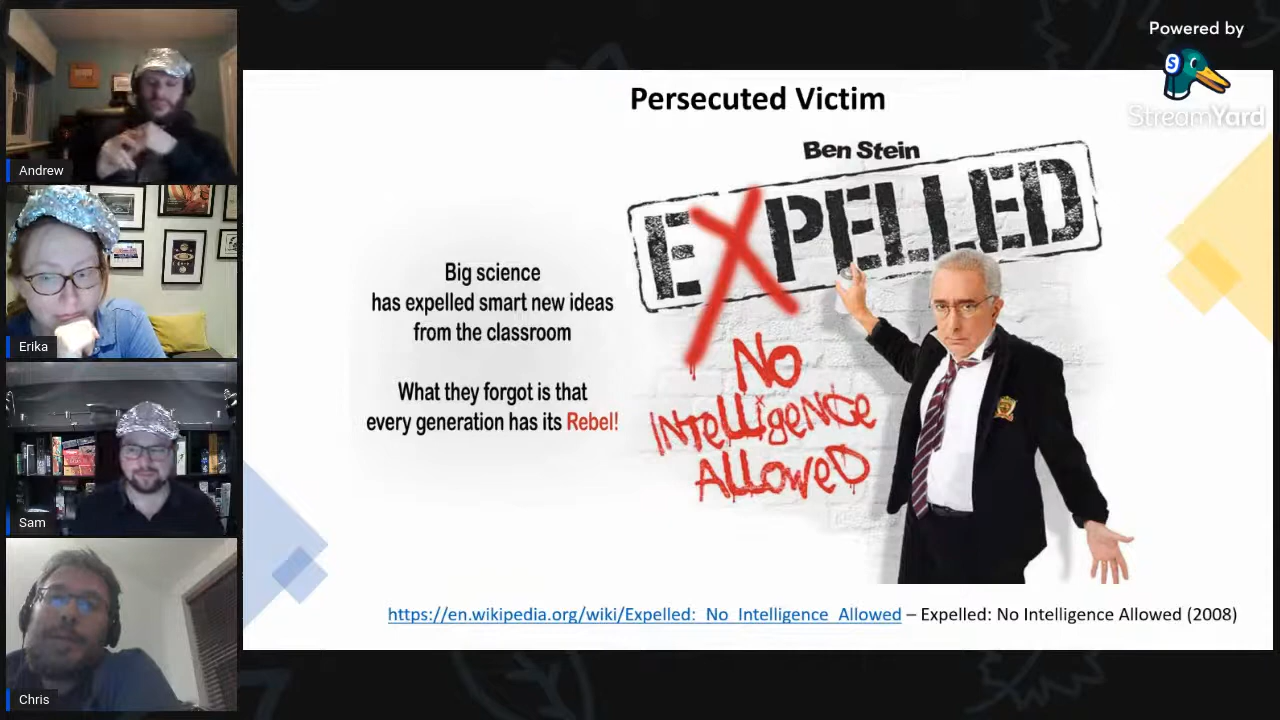 Powered by
StreamYard
Andrew
Erika
Sam
Chris
Persecuted Victim
Ben Stein
EXPELLED
No
INTeLLigeNce
ALLoweD
Big science
has expelled smart new ideas
from the classroom
What they forgot is that
every generation has its Rebel!
https://en.wikipedia.org/wiki/Expelled:_No_Intelligence_Allowed – Expelled: No Intelligence Allowed (2008)